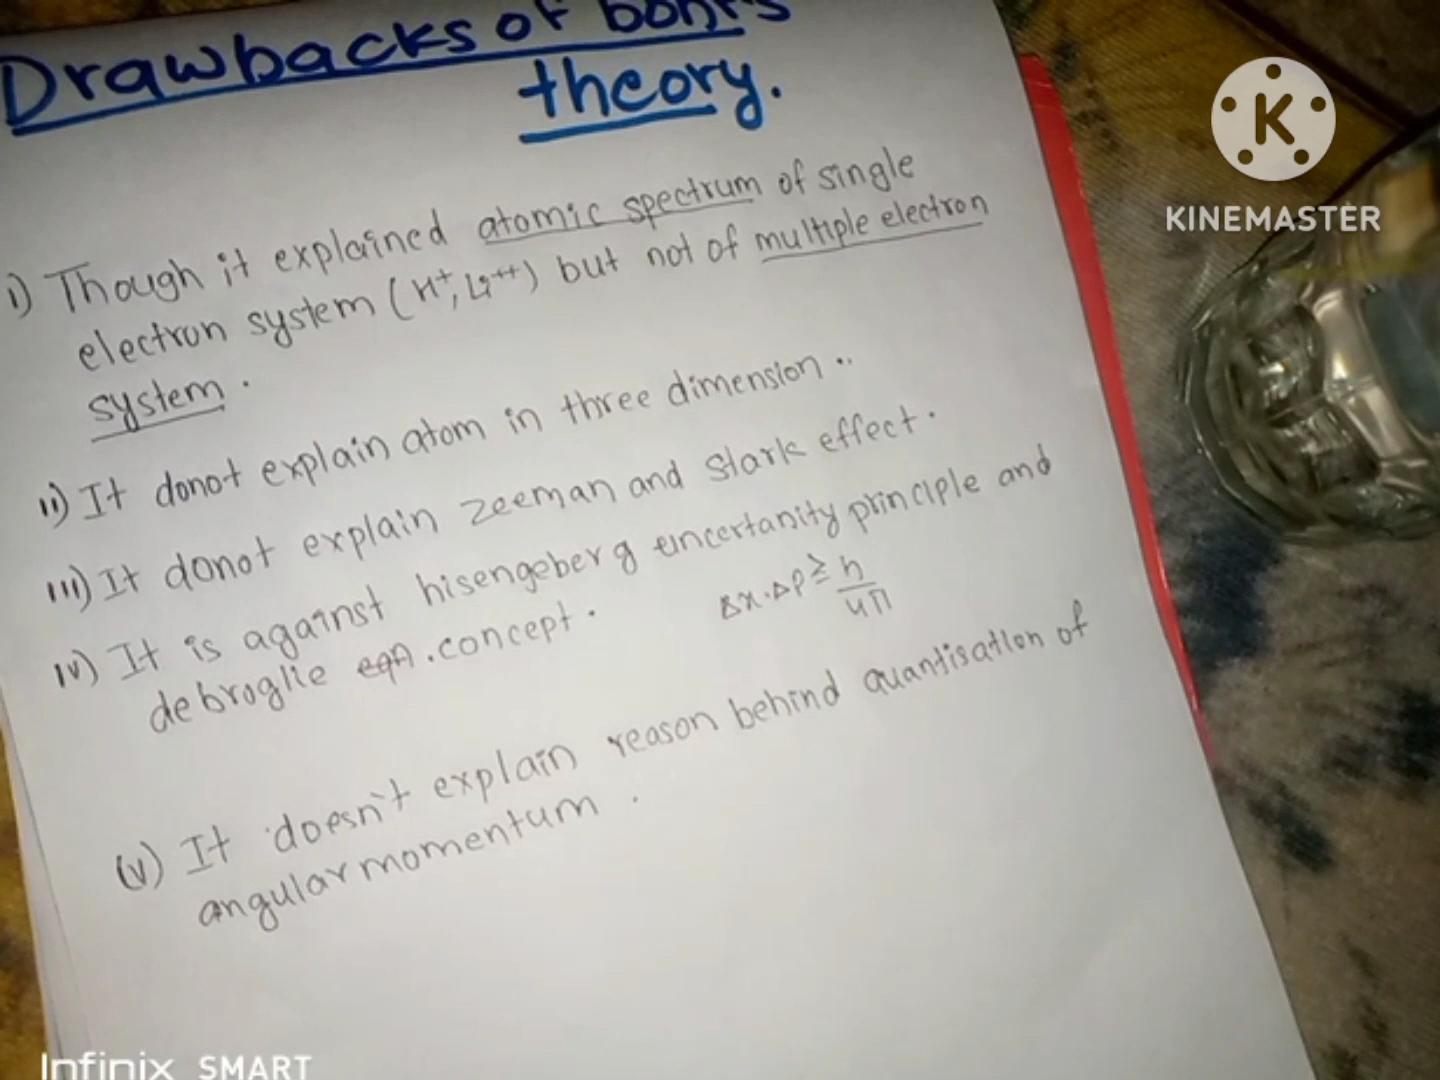 Drawbacks of bohr's
theory.
KINEMASTER
i) Though it explained atomic spectrum of single
electron system (H⁺, Li⁺⁺) but not of multiple electron
system.
ii) It donot explain atom in three dimension..
iii) It donot explain zeeman and stark effect.
iv) It is against hisengeberg uncertanity principle and
debroglie eqn .concept. Δx.Δp ≥ h/4π
(v) It doesn't explain reason behind quantisation of
angular momentum.
Infinix SMART